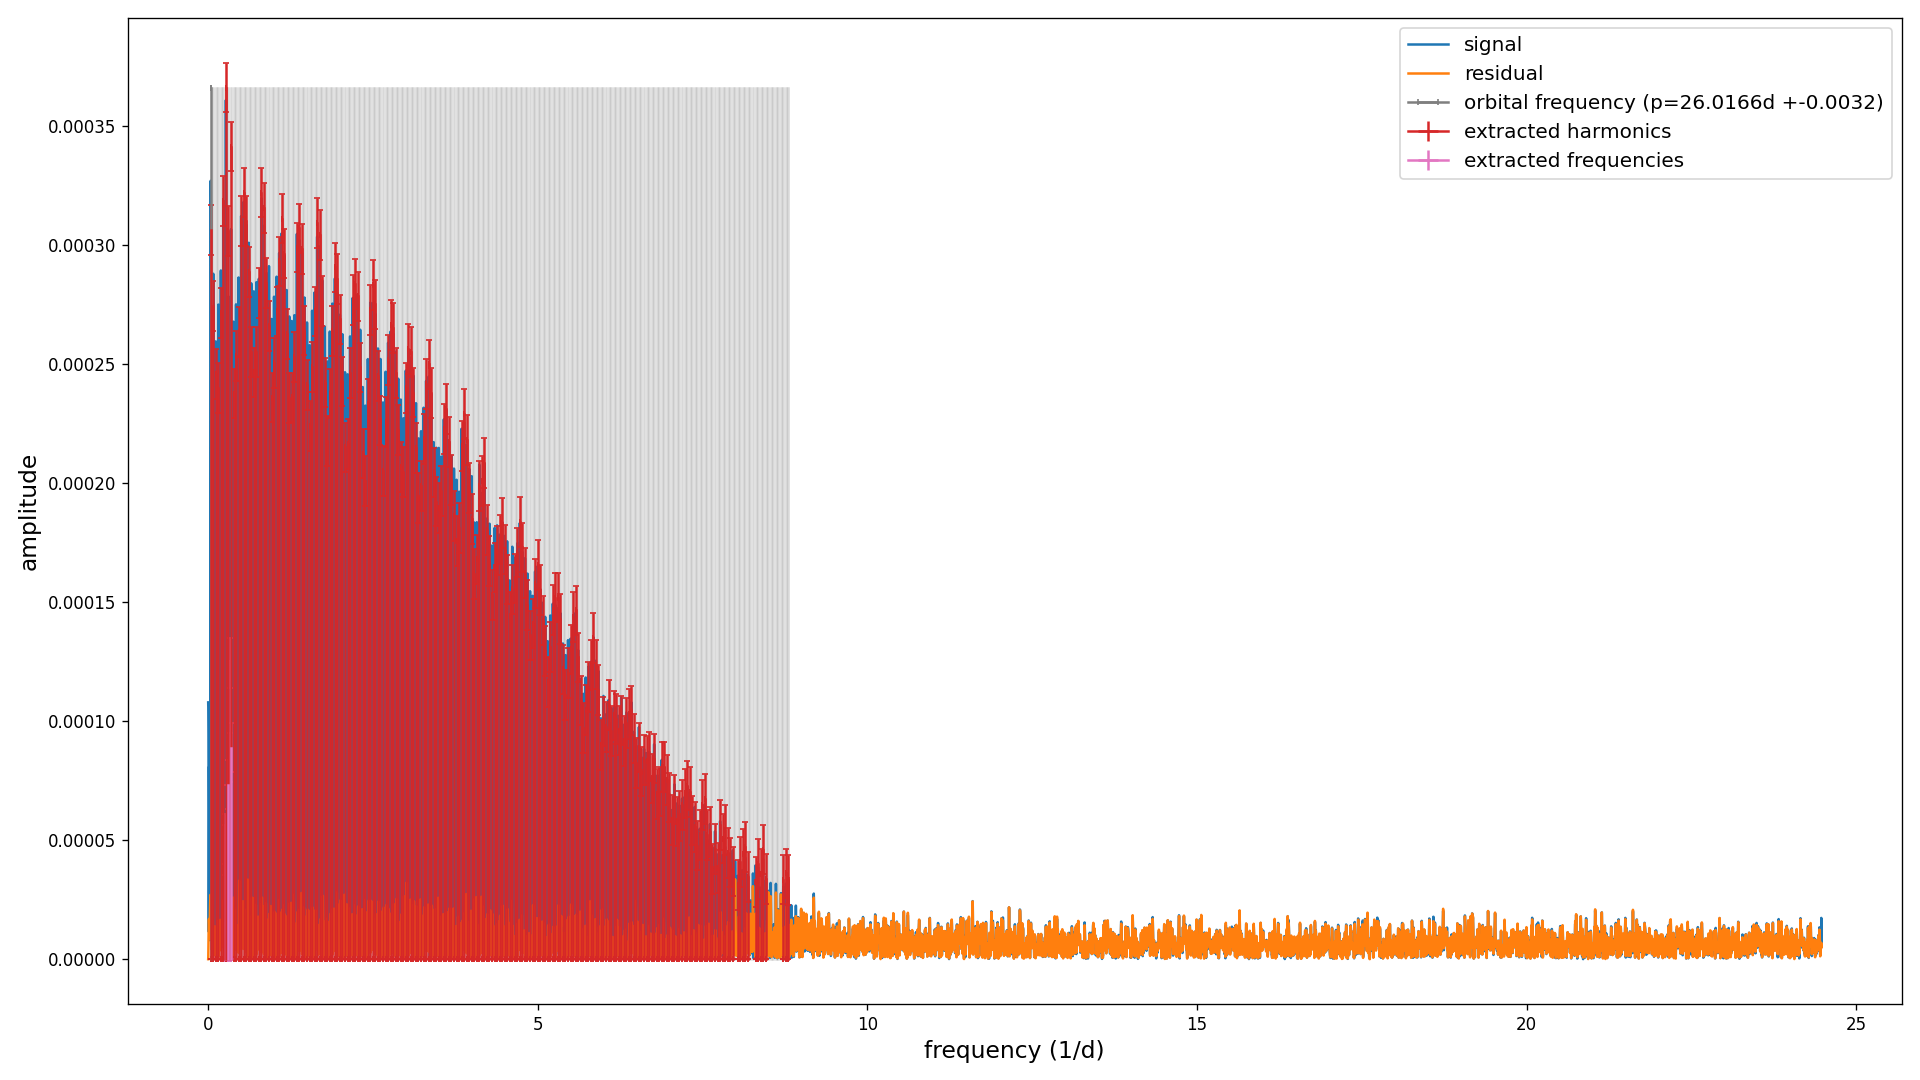 signal
residual
orbital frequency (p=26.0166d +-0.0032)
extracted harmonics
extracted frequencies
0.00035
0.00030
0.00025
0.00020
0.00015
0.00010
0.00005
0.00000
amplitude
0 5 10 15 20 25
frequency (1/d)